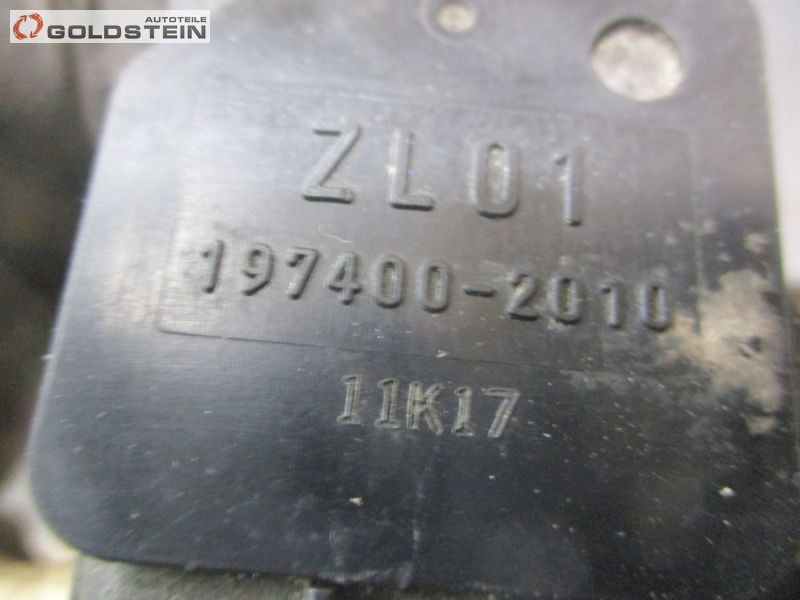 AUTOTEILE
GOLDSTEIN
ZL01
197400-2010
11K17